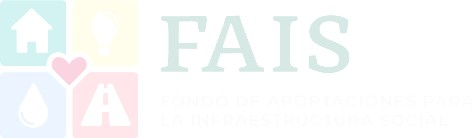 FAIS
FONDO DE APORTACIONES PARA
LA INFRAESTRUCTURA SOCIAL